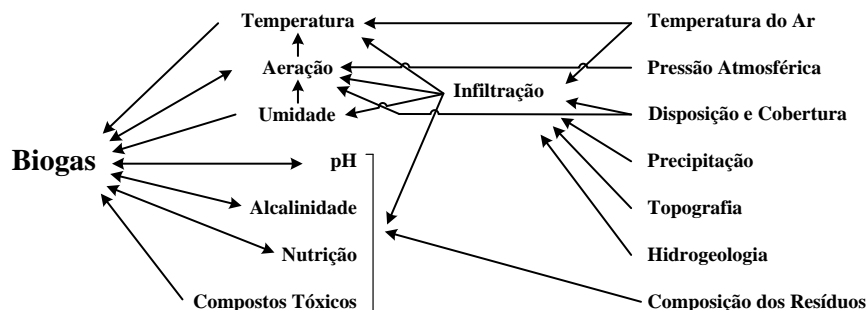 Temperatura
Temperatura do Ar
Aeração
Pressão Atmosférica
Infiltração
Umidade
Disposição e Cobertura
Biogas
pH
Precipitação
Alcalinidade
Topografia
Nutrição
Hidrogeologia
Compostos Tóxicos
Composição dos Resíduos